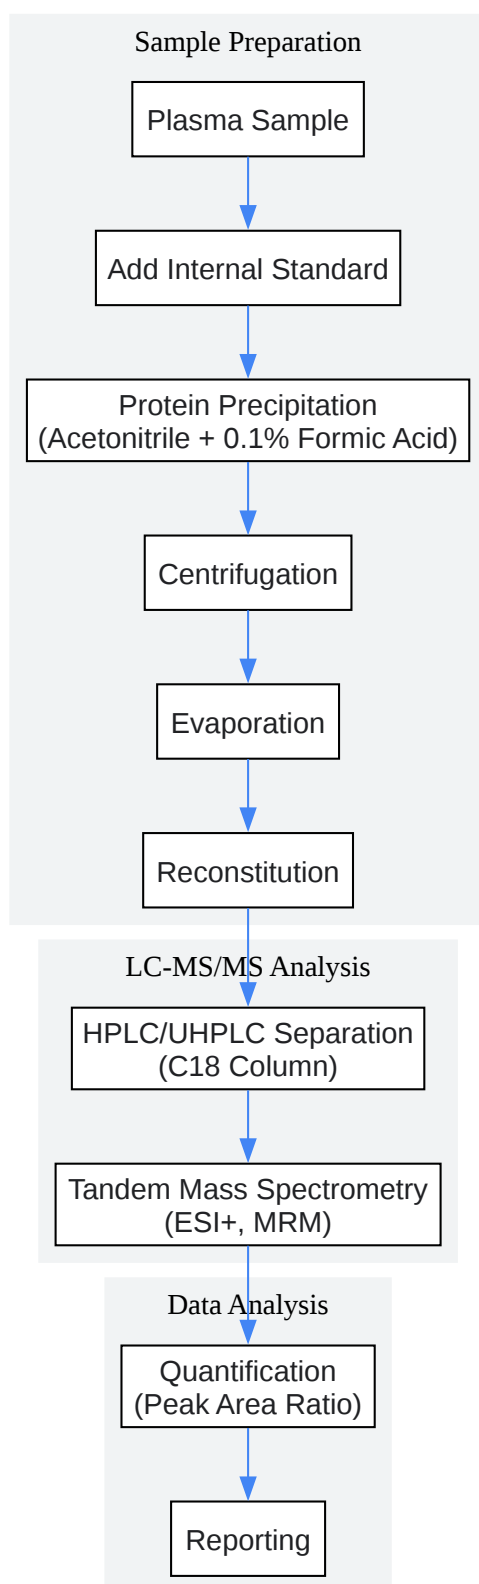 Sample Preparation
Plasma Sample
Add Internal Standard
Protein Precipitation
(Acetonitrile + 0.1% Formic Acid)
Centrifugation
Evaporation
Reconstitution
LC-MS/MS Analysis
HPLC/UHPLC Separation
(C18 Column)
Tandem Mass Spectrometry
(ESI+, MRM)
Data Analysis
Quantification
(Peak Area Ratio)
Reporting